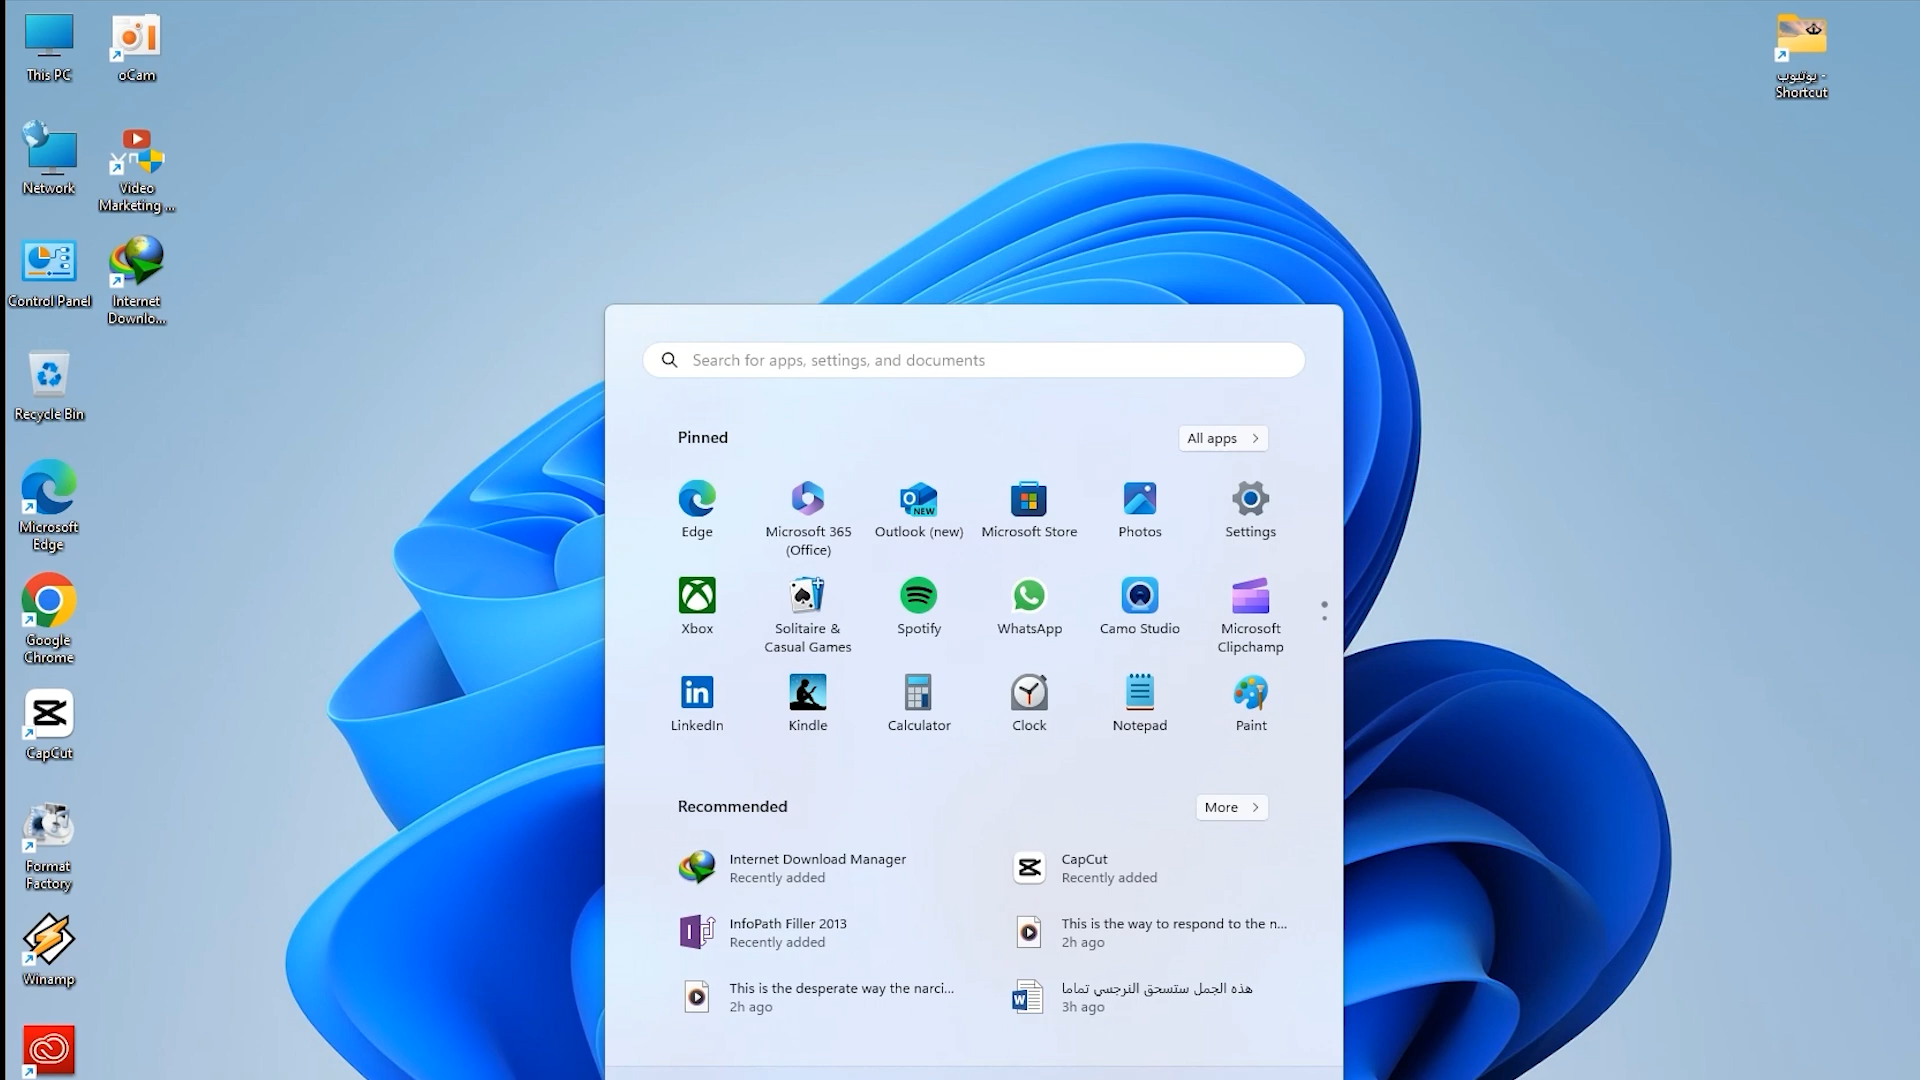 This PC
oCam
يوتيوب -
Shortcut
Network
Video
Marketing ...
Control Panel
Internet
Downlo...
Recycle Bin
Microsoft
Edge
Google
Chrome
CapCut
Format
Factory
Winamp
Search for apps, settings, and documents
Pinned
All apps
Edge
Microsoft 365
(Office)
Outlook (new)
NEW
Microsoft Store
Photos
Settings
Xbox
Solitaire &
Casual Games
Spotify
WhatsApp
Camo Studio
Microsoft
Clipchamp
LinkedIn
Kindle
Calculator
Clock
Notepad
Paint
Recommended
More
Internet Download Manager
Recently added
CapCut
Recently added
InfoPath Filler 2013
Recently added
This is the way to respond to the n...
2h ago
This is the desperate way the narci...
2h ago
هذه الجمل ستسحق النرجسي تماما
3h ago